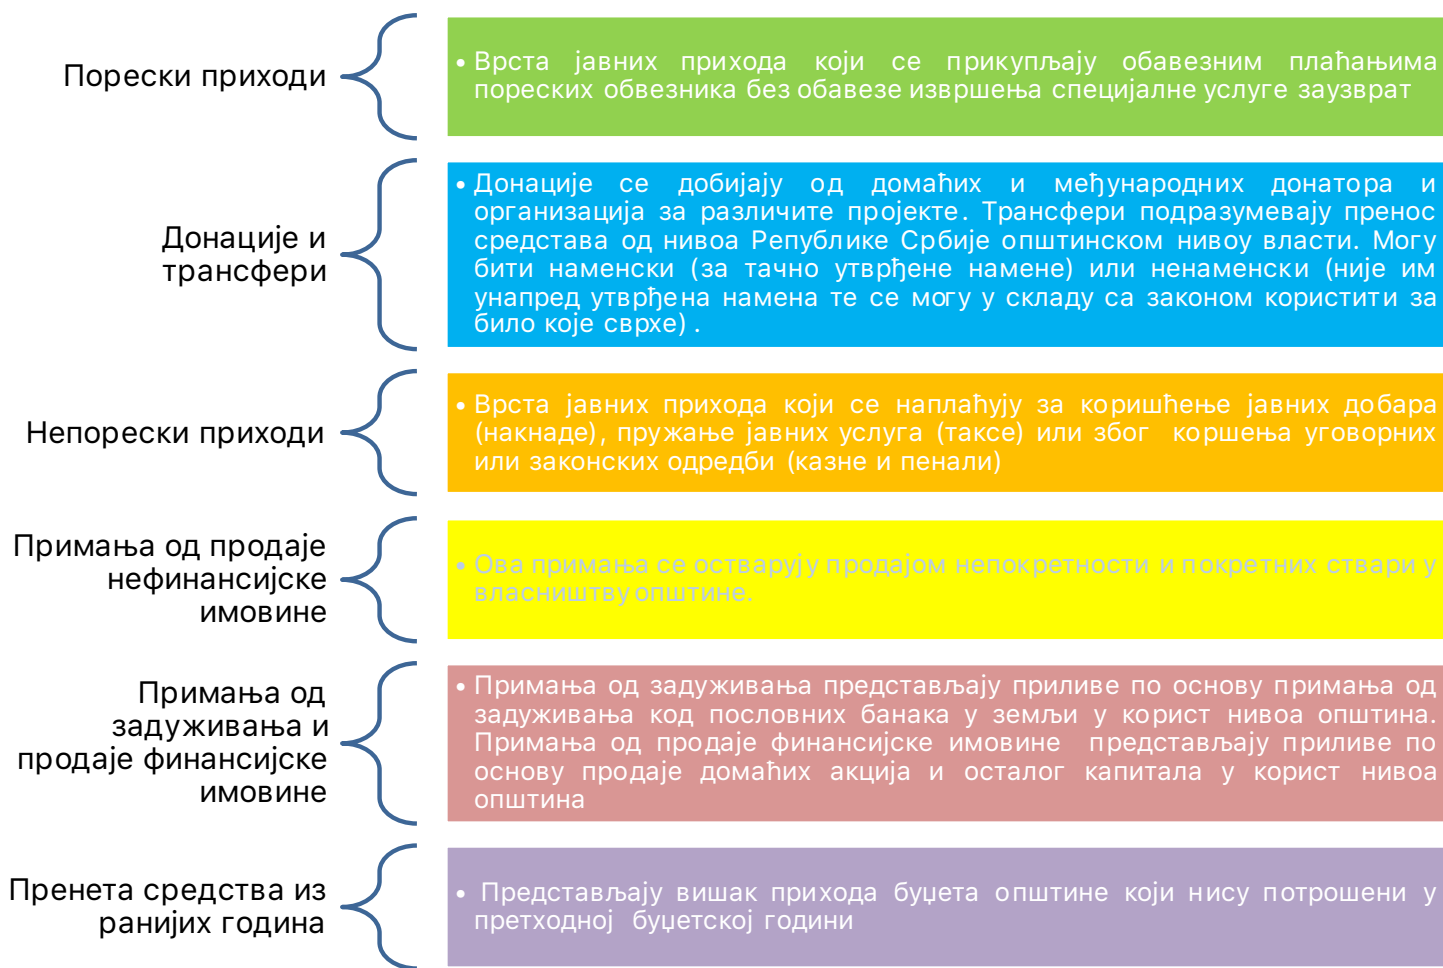 Порески приходи
• Врста јавних прихода који се прикупљају обавезним плаћањима
пореских обвезника без обавезе извршења специјалне услуге заузврат
Донације и
трансфери
• Донације се добијају од домаћих и међународних донатора и
организација за различите пројекте. Трансфери подразумевају пренос
средстава од нивоа Републике Србије општинском нивоу власти. Могу
бити наменски (за тачно утврђене намене) или ненаменски (није им
унапред утврђена намена те се могу у складу са законом користити за
било које сврхе) .
Непорески приходи
• Врста јавних прихода који се наплаћују за коришћење јавних добара
(накнаде), пружање јавних услуга (таксе) или због коршења уговорних
или законских одредби (казне и пенали)
Примања од продаје
нефинансијске
имовине
• Ова примања се остварују продајом непокретности и покретних ствари у
власништву општине.
Примања од
задуживања и
продаје финансијске
имовине
• Примања од задуживања представљају приливе по основу примања од
задуживања код пословних банака у земљи у корист нивоа општина.
Примања од продаје финансијске имовине представљају приливе по
основу продаје домаћих акција и осталог капитала у корист нивоа
општина
Пренета средства из
ранијих година
• Представљају вишак прихода буџета општине који нису потрошени у
претходној буџетској години